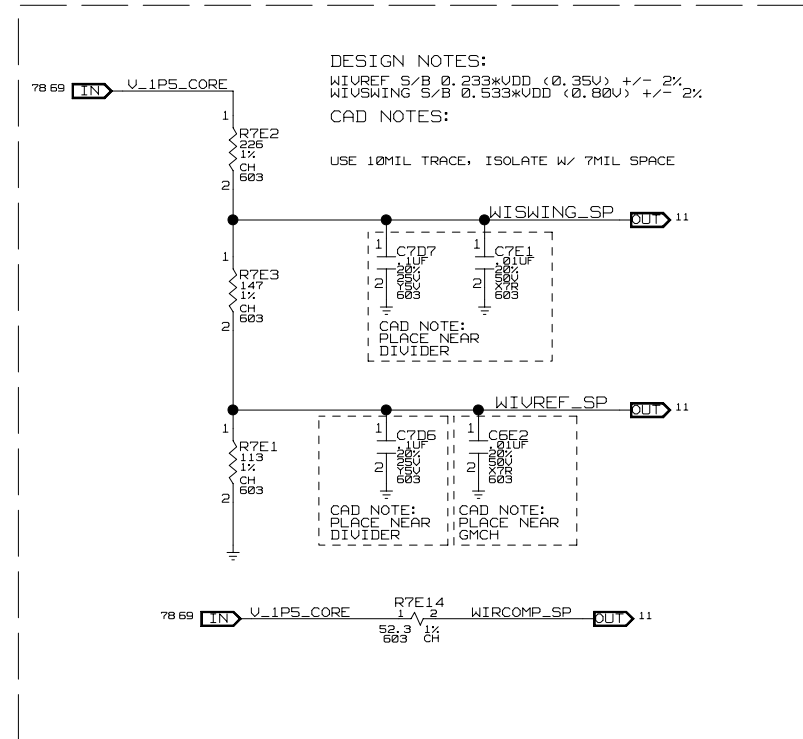 DESIGN NOTES:
WIVREF S/B 0.233*VDD (0.35V) +/- 2%
WIVSWING S/B 0.533*VDD (0.80V) +/- 2%
CAD NOTES:
USE 10MIL TRACE, ISOLATE W/ 7MIL SPACE
78 69 IN V_1P5_CORE
1
R7E2
226
1%
CH
603
2
WISWING_SP OUT 11
1
C7D7
.1UF
20%
25V
Y5V
603
2
1
C7E1
.01UF
20%
50V
X7R
603
2
CAD NOTE:
PLACE NEAR
DIVIDER
1
R7E3
147
1%
CH
603
2
WIVREF_SP OUT 11
1
R7E1
113
1%
CH
603
2
1
C7D6
.1UF
20%
25V
Y5V
603
2
CAD NOTE:
PLACE NEAR
DIVIDER
1
C6E2
.01UF
20%
50V
X7R
603
2
CAD NOTE:
PLACE NEAR
GMCH
78 69 IN V_1P5_CORE
R7E14
1 2
52.3 1%
603 CH
WIRCOMP_SP OUT 11